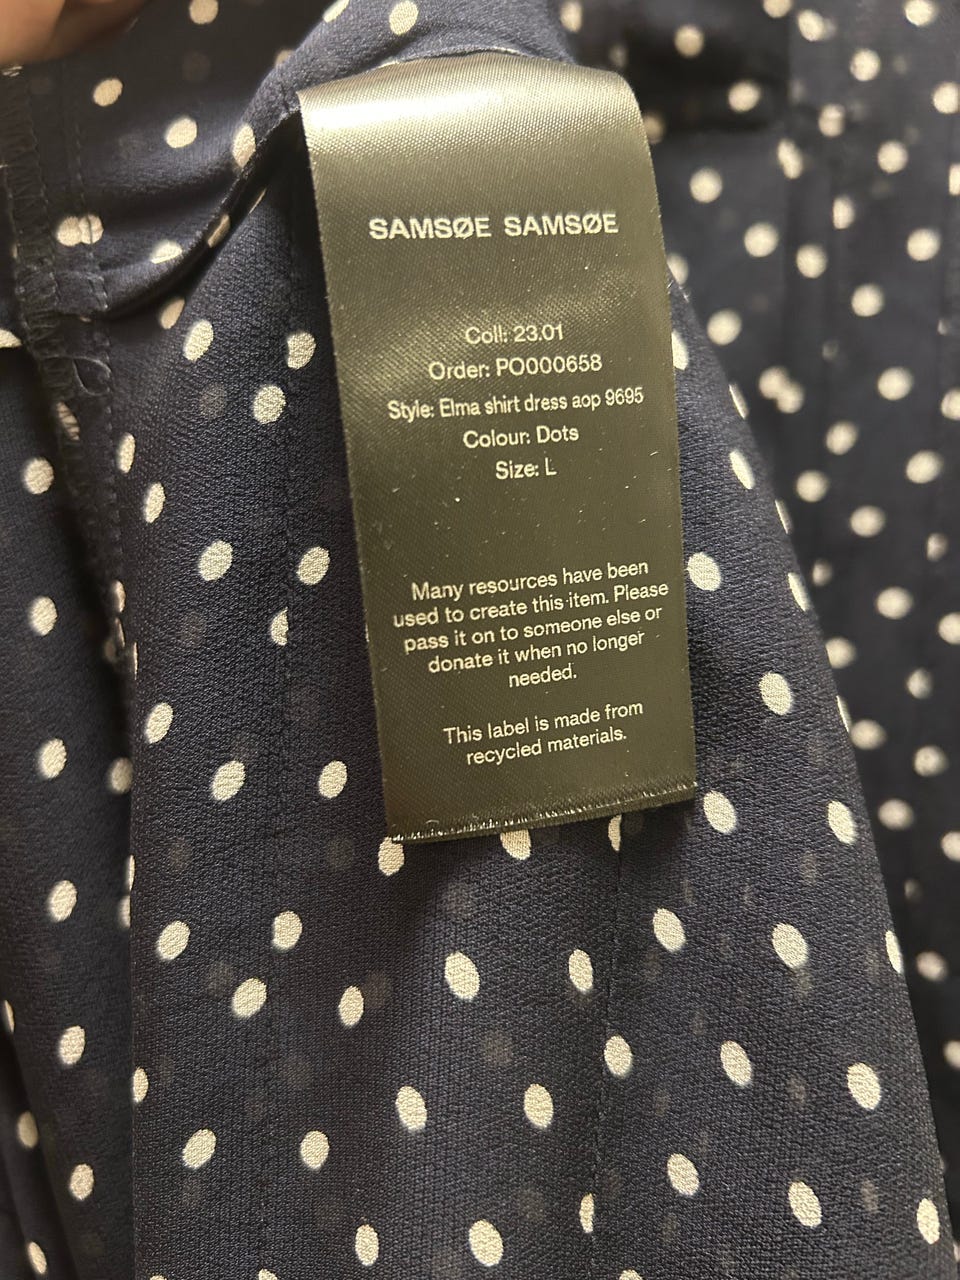 SAMSØE SAMSØE
Coll: 23.01
Order: PO000658
Style: Elma shirt dress aop 9695
Colour: Dots
Size: L
Many resources have been
used to create this item. Please
pass it on to someone else or
donate it when no longer
needed.
This label is made from
recycled materials.